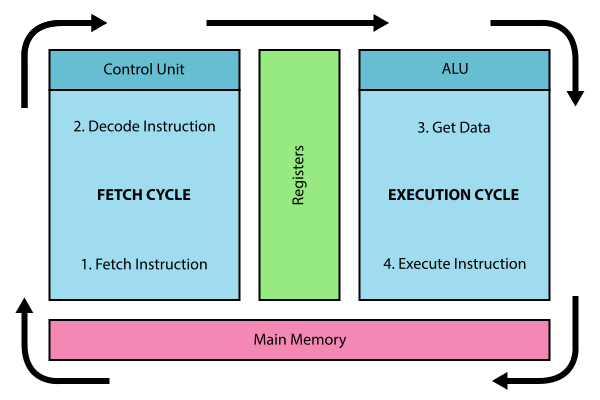 Control Unit
2. Decode Instruction
FETCH CYCLE
1. Fetch Instruction
Registers
ALU
3. Get Data
EXECUTION CYCLE
4. Execute Instruction
Main Memory